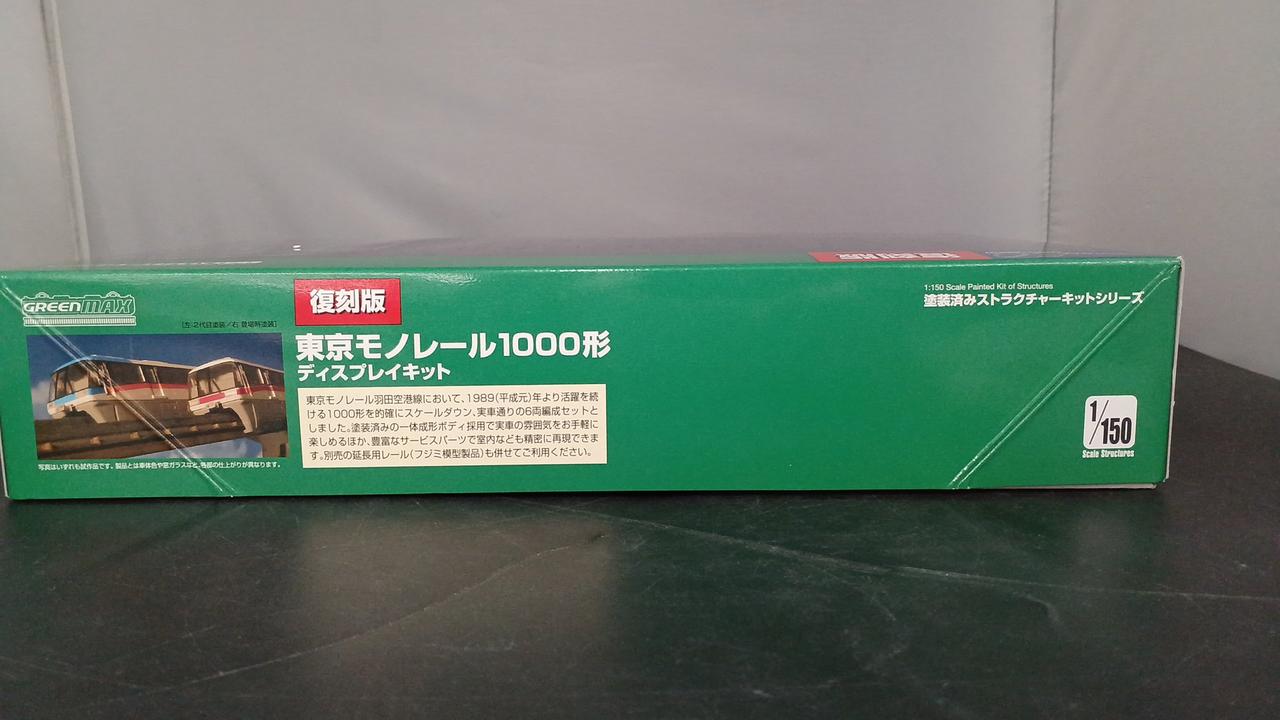 GREENMAX
[左:2代目塗装/右:登場時塗装]
復刻版
東京モノレール1000形
ディスプレイキット
東京モノレール羽田空港線において、1989(平成元)年より活躍を続
ける1000形を的確にスケールダウン、実車通りの6両編成セットと
しました。塗装済みの一体成形ボディ採用で実車の雰囲気をお手軽に
楽しめるほか、豊富なサービスパーツで室内なども精密に再現できま
す。別売の延長用レール(フジミ模型製品)も併せてご利用ください。
写真はいずれも試作品です。製品とは車体色や窓ガラスなど、各部の仕上がりが異なります。
1:150 Scale Painted Kit of Structures
塗装済みストラクチャーキットシリーズ
1/150
Scale Structures
復刻版